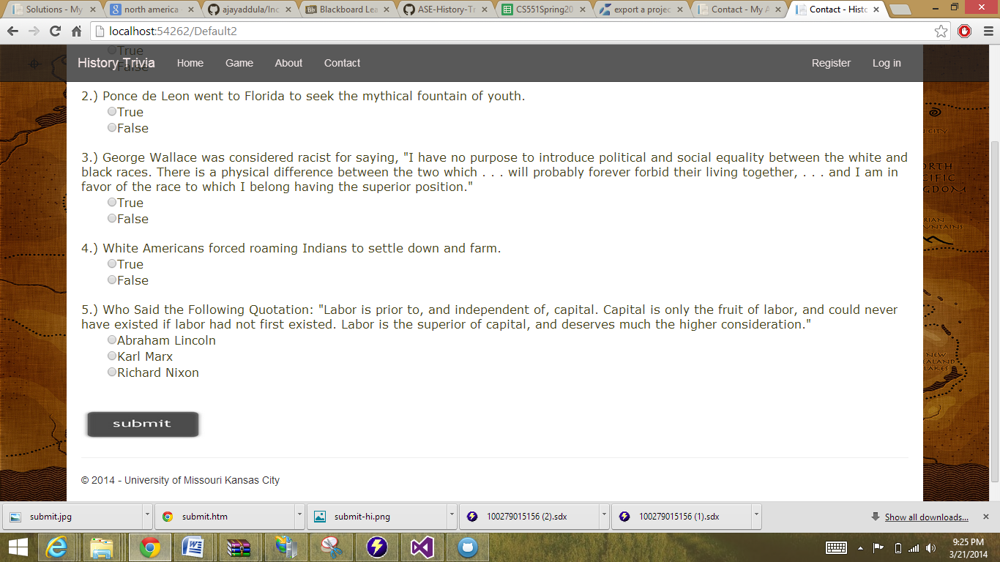 Solutions - My A
north america
ajayaddula/Inc
Blackboard Lea
ASE-History-Tr
CS551Spring20
export a projec
Contact - My A
Contact - Histo
localhost:54262/Default2
True
False
History Trivia Home Game About Contact Register Log in
2.) Ponce de Leon went to Florida to seek the mythical fountain of youth.
True
False
3.) George Wallace was considered racist for saying, "I have no purpose to introduce political and social equality between the white and
black races. There is a physical difference between the two which . . . will probably forever forbid their living together, . . . and I am in
favor of the race to which I belong having the superior position."
True
False
4.) White Americans forced roaming Indians to settle down and farm.
True
False
5.) Who Said the Following Quotation: "Labor is prior to, and independent of, capital. Capital is only the fruit of labor, and could never
have existed if labor had not first existed. Labor is the superior of capital, and deserves much the higher consideration."
Abraham Lincoln
Karl Marx
Richard Nixon
submit
© 2014 - University of Missouri Kansas City
NEW
submit.jpg
submit.htm
submit-hi.png
100279015156 (2).sdx
100279015156 (1).sdx
Show all downloads...
9:25 PM
3/21/2014